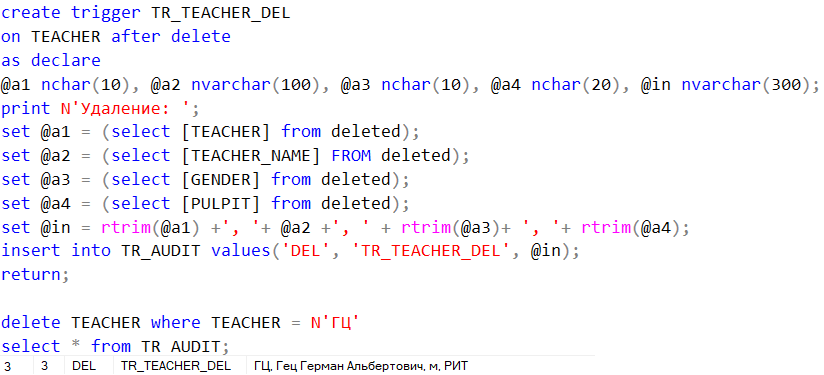 create trigger TR_TEACHER_DEL
on TEACHER after delete
as declare
@a1 nchar(10), @a2 nvarchar(100), @a3 nchar(10), @a4 nchar(20), @in nvarchar(300);
print N'Удаление: ';
set @a1 = (select [TEACHER] from deleted);
set @a2 = (select [TEACHER_NAME] FROM deleted);
set @a3 = (select [GENDER] from deleted);
set @a4 = (select [PULPIT] from deleted);
set @in = rtrim(@a1) +', '+ @a2 +', ' + rtrim(@a3)+ ', '+ rtrim(@a4);
insert into TR_AUDIT values('DEL', 'TR_TEACHER_DEL', @in);
return;
delete TEACHER where TEACHER = N'ГЦ'
select * from TR_AUDIT;
3 3 DEL TR_TEACHER_DEL ГЦ, Гец Герман Альбертович, м, РИТ